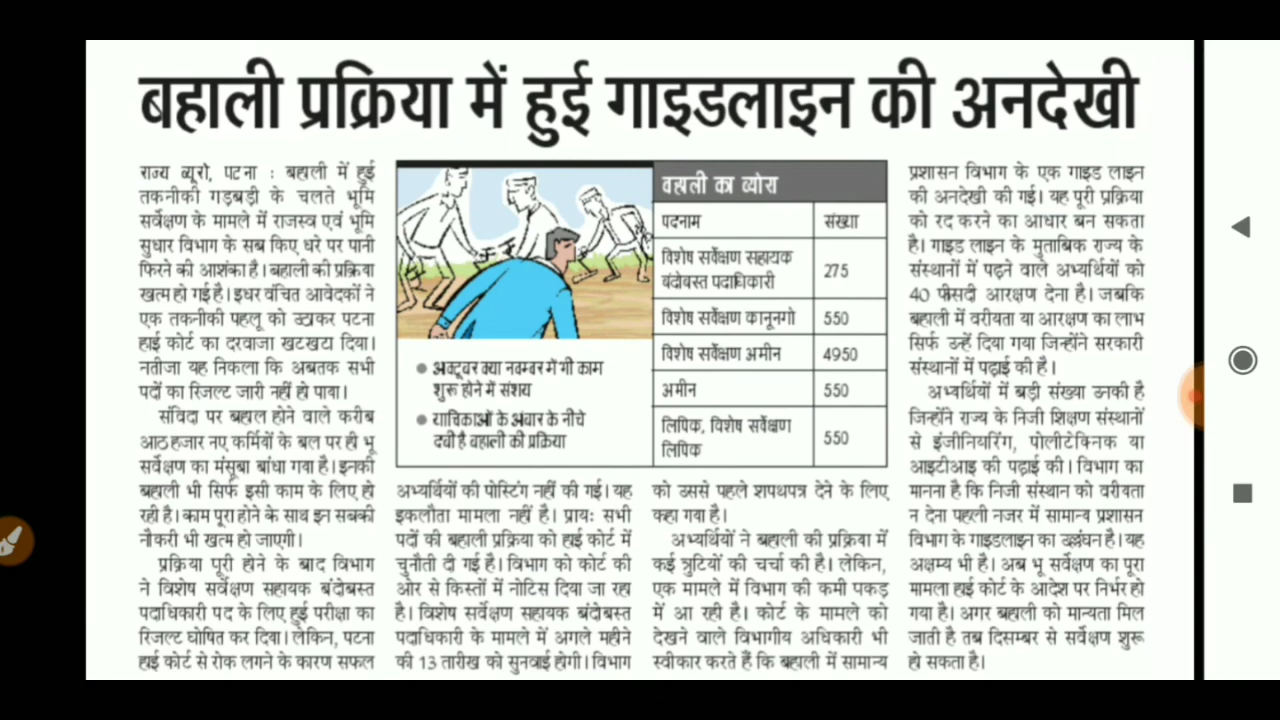 बहाली प्रक्रिया में हुई गाइडलाइन की अनदेखी
राज्य ब्यूरो, पटना : बहाली में हुई
तकनीकी गड़बड़ी के चलते भूमि
सर्वेक्षण के मामले में राजस्व एवं भूमि
सुधार विभाग के सब किए धरे पर पानी
फिरने की आशंका है। बहाली की प्रक्रिया
खत्म हो गई है। इधर वंचित आवेदकों ने
एक तकनीकी पहलू को उठाकर पटना
हाई कोर्ट का दरवाजा खटखटा दिया।
नतीजा यह निकला कि अबतक सभी
पदों का रिजल्ट जारी नहीं हो पाया।
संविदा पर बहाल होने वाले करीब
आठ हजार नए कर्मियों के बल पर ही भू
सर्वेक्षण का मंसूबा बांधा गया है। इनकी
बहाली भी सिर्फ इसी काम के लिए हो
रही है। काम पूरा होने के साथ इन सबकी
नौकरी भी खत्म हो जाएगी।
प्रक्रिया पूरी होने के बाद विभाग
ने विशेष सर्वेक्षण सहायक बंदोबस्त
पदाधिकारी पद के लिए हुई परीक्षा का
रिजल्ट घोषित कर दिया। लेकिन, पटना
हाई कोर्ट से रोक लगने के कारण सफल
अक्टूबर क्या नवम्बर में भी काम
शुरू होने में संशय
याचिकाओं के अंबार के नीचे
दबी है बहाली की प्रक्रिया
बहाली का ब्योरा
पदनाम संख्या
विशेष सर्वेक्षण सहायक
बंदोबस्त पदाधिकारी 275
विशेष सर्वेक्षण कानूनगो 550
विशेष सर्वेक्षण अमीन 4950
अमीन 550
लिपिक, विशेष सर्वेक्षण
लिपिक 550
अभ्यर्थियों की पोस्टिंग नहीं की गई। यह
इकलौता मामला नहीं है। प्रायः सभी
पदों की बहाली प्रक्रिया को हाई कोर्ट में
चुनौती दी गई है। विभाग को कोर्ट की
ओर से किस्तों में नोटिस दिया जा रहा
है। विशेष सर्वेक्षण सहायक बंदोबस्त
पदाधिकारी के मामले में अगले महीने
की 13 तारीख को सुनवाई होगी। विभाग
को उससे पहले शपथपत्र देने के लिए
कहा गया है।
अभ्यर्थियों ने बहाली की प्रक्रिया में
कई त्रुटियों की चर्चा की है। लेकिन,
एक मामले में विभाग की कमी पकड़
में आ रही है। कोर्ट के मामले को
देखने वाले विभागीय अधिकारी भी
स्वीकार करते हैं कि बहाली में सामान्य
प्रशासन विभाग के एक गाइड लाइन
की अनदेखी की गई। यह पूरी प्रक्रिया
को रद करने का आधार बन सकता
है। गाइड लाइन के मुताबिक राज्य के
संस्थानों में पढ़ने वाले अभ्यर्थियों को
40 फीसदी आरक्षण देना है। जबकि
बहाली में वरीयता या आरक्षण का लाभ
सिर्फ उन्हें दिया गया जिन्होंने सरकारी
संस्थानों में पढ़ाई की है।
अभ्यर्थियों में बड़ी संख्या उनकी है
जिन्होंने राज्य के निजी शिक्षण संस्थानों
से इंजीनियरिंग, पोलीटेक्निक या
आइटीआइ की पढ़ाई की। विभाग का
मानना है कि निजी संस्थान को वरीयता
न देना पहली नजर में सामान्य प्रशासन
विभाग के गाइडलाइन का उल्लंघन है। यह
अक्षम्य भी है। अब भू सर्वेक्षण का पूरा
मामला हाई कोर्ट के आदेश पर निर्भर हो
गया है। अगर बहाली को मान्यता मिल
जाती है तब दिसम्बर से सर्वेक्षण शुरू
हो सकता है।